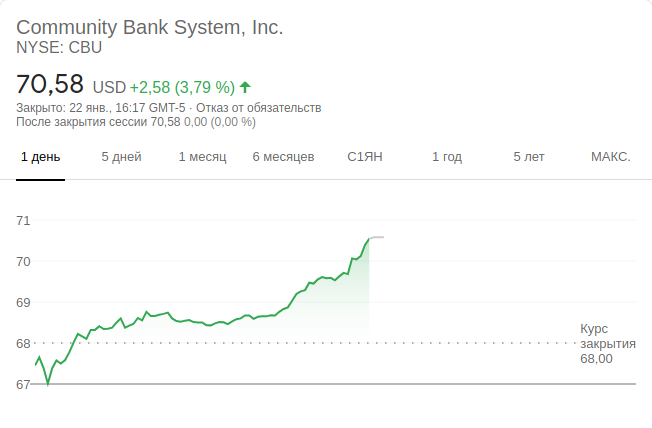 Community Bank System, Inc.
NYSE: CBU
70,58 USD +2,58 (3,79 %)
Закрыто: 22 янв., 16:17 GMT-5 · Отказ от обязательств
После закрытия сессии 70,58 0,00 (0,00 %)
1 день 5 дней 1 месяц 6 месяцев С1ЯН 1 год 5 лет МАКС.
71
70
69
68
67
Курс
закрытия
68,00